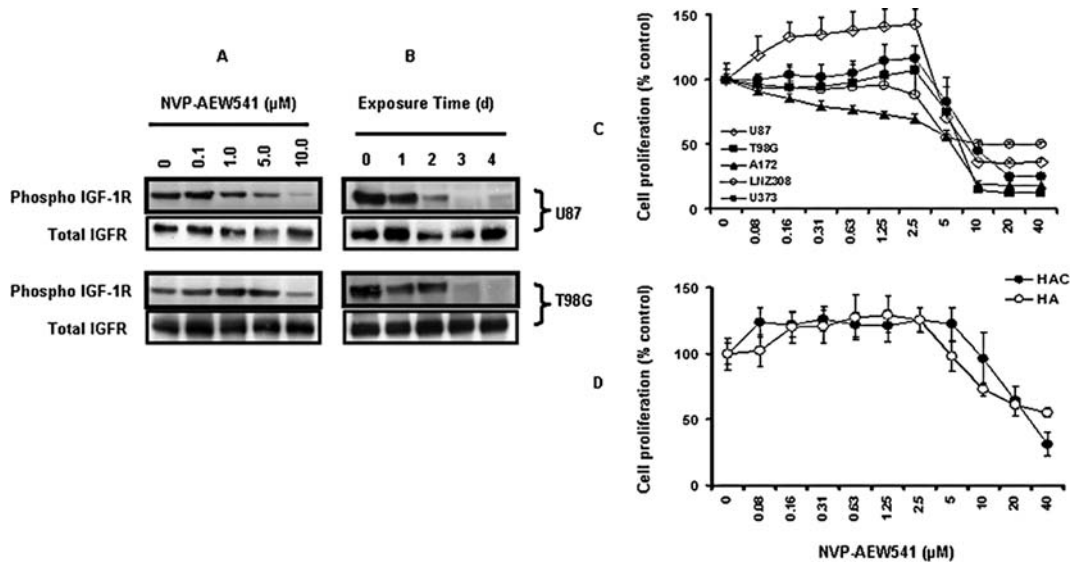 A
NVP-AEW541 (µM)
0 0.1 1.0 5.0 10.0
B
Exposure Time (d)
0 1 2 3 4
Phospho IGF-1R
Total IGFR
U87
Phospho IGF-1R
Total IGFR
T98G
C
Cell proliferation (% control)
150
100
50
0
U87
T98G
A172
LNZ308
U373
0 0.08 0.16 0.31 0.63 1.25 2.5 5 10 20 40
D
Cell proliferation (% control)
150
100
50
0
HAC
HA
0 0.08 0.16 0.31 0.63 1.25 2.5 5 10 20 40
NVP-AEW541 (µM)